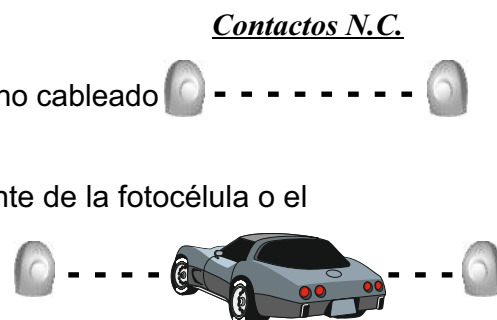 Contactos N.C.
no cableado
nte de la fotocélula o el